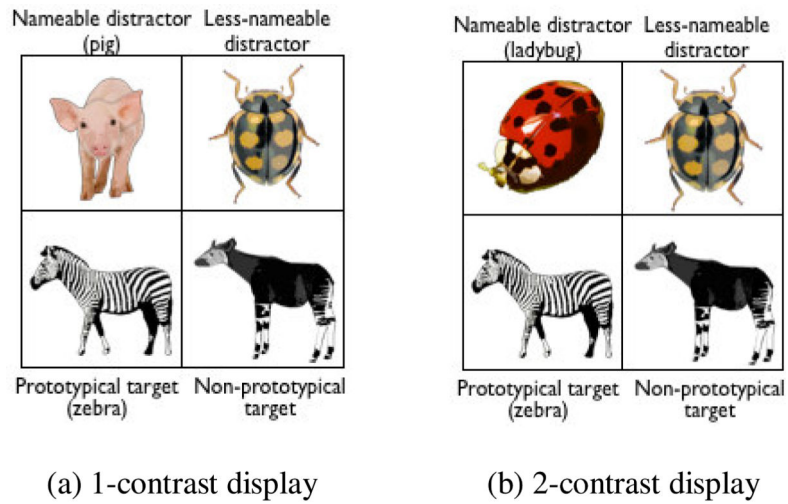 Nameable distractor
(pig)
Less-nameable
distractor
Prototypical target
(zebra)
Non-prototypical
target
(a) 1-contrast display
Nameable distractor
(ladybug)
Less-nameable
distractor
Prototypical target
(zebra)
Non-prototypical
target
(b) 2-contrast display